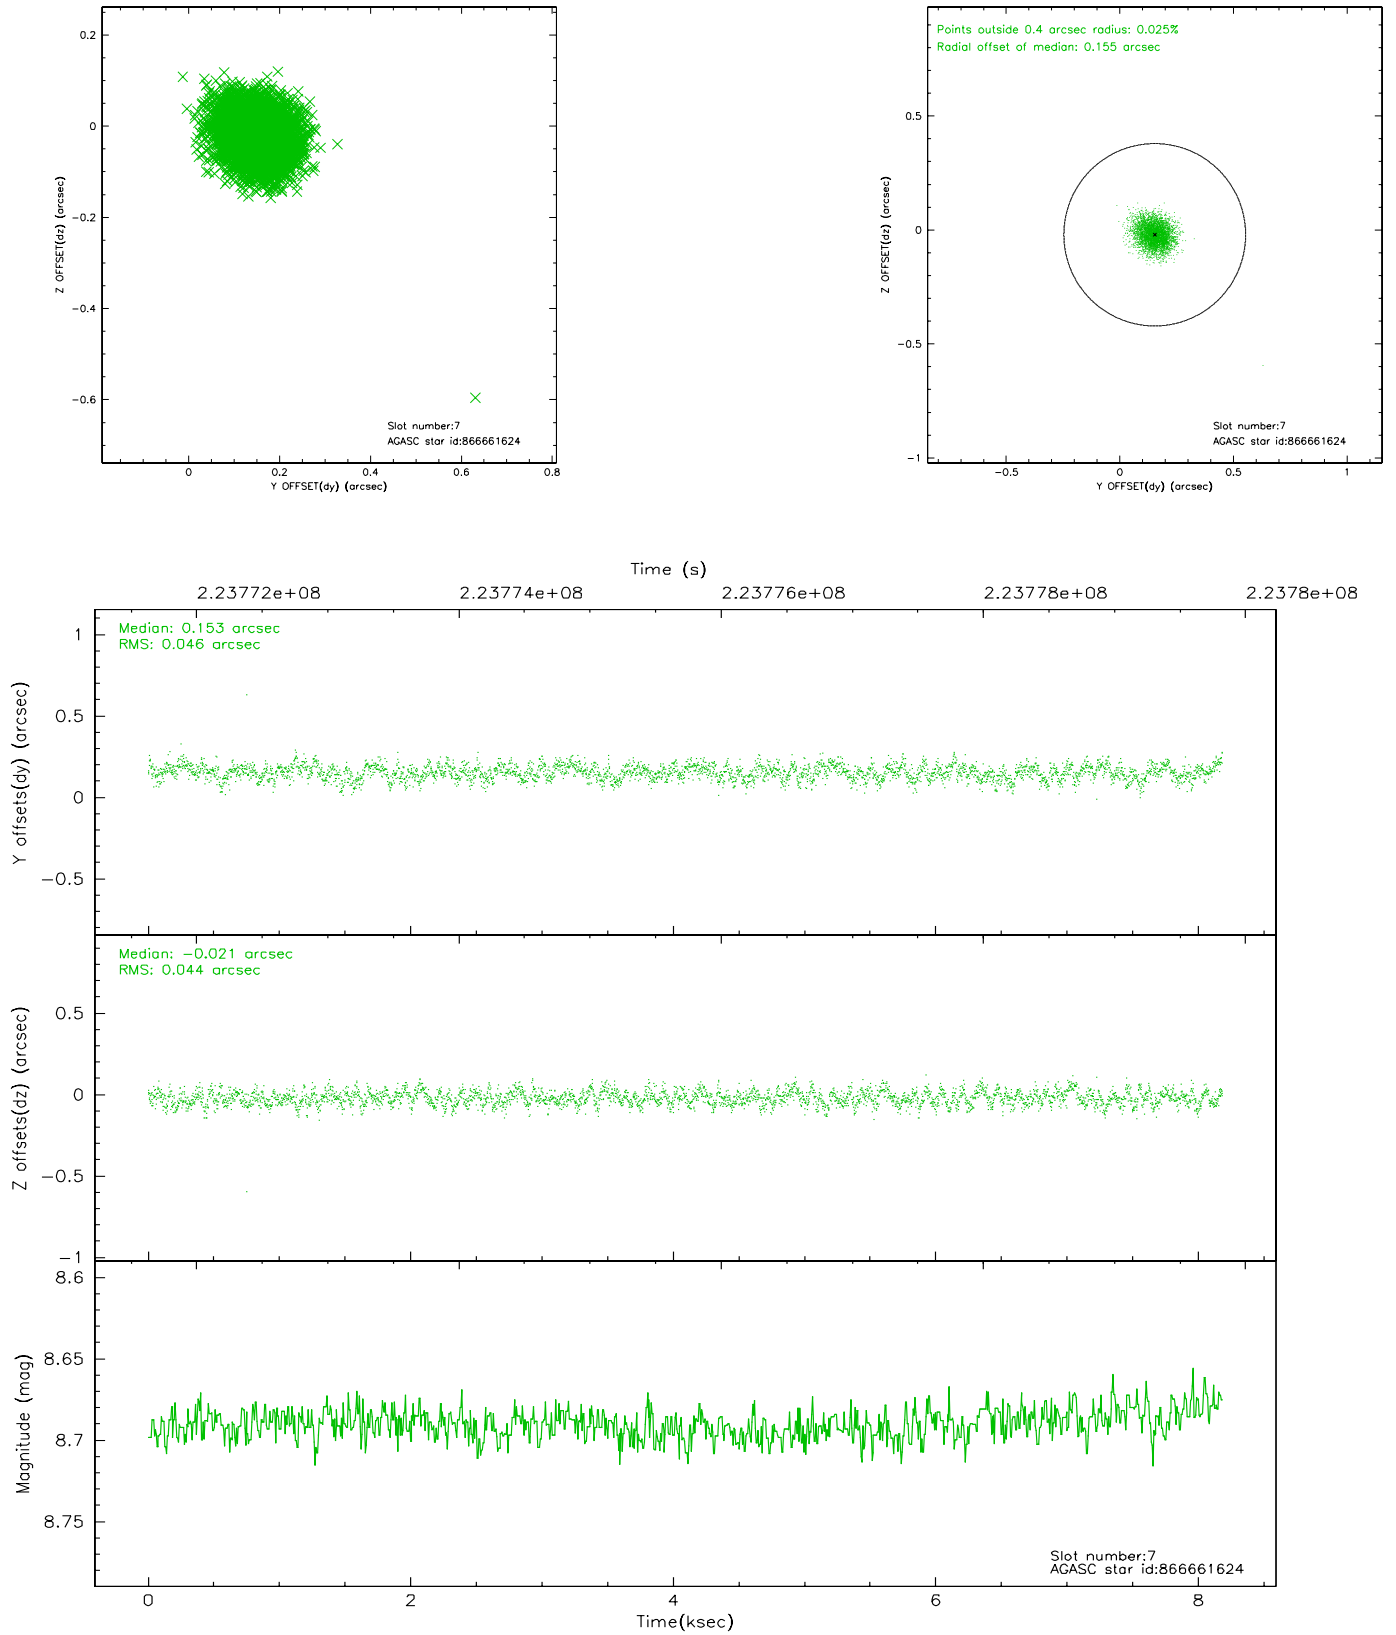 0.2
0
−0.2
−0.4
−0.6
Z OFFSET(dz) (arcsec)
Slot number:7
AGASC star id:866661624
0
0.2
0.4
0.6
0.8
Y OFFSET(dy) (arcsec)
Points outside 0.4 arcsec radius: 0.025%
Radial offset of median: 0.155 arcsec
0.5
0
−0.5
−1
Z OFFSET(dz) (arcsec)
Slot number:7
AGASC star id:866661624
−0.5
0
0.5
1
Y OFFSET(dy) (arcsec)
Time (s)
2.23772e+08
2.23774e+08
2.23776e+08
2.23778e+08
2.2378e+08
Median: 0.153 arcsec
RMS: 0.046 arcsec
1
0.5
0
−0.5
Y offsets(dy) (arcsec)
Median: −0.021 arcsec
RMS: 0.044 arcsec
0.5
0
−0.5
−1
Z offsets(dz) (arcsec)
8.6
8.65
8.7
8.75
Magnitude (mag)
Slot number:7
AGASC star id:866661624
0
2
4
6
8
Time(ksec)